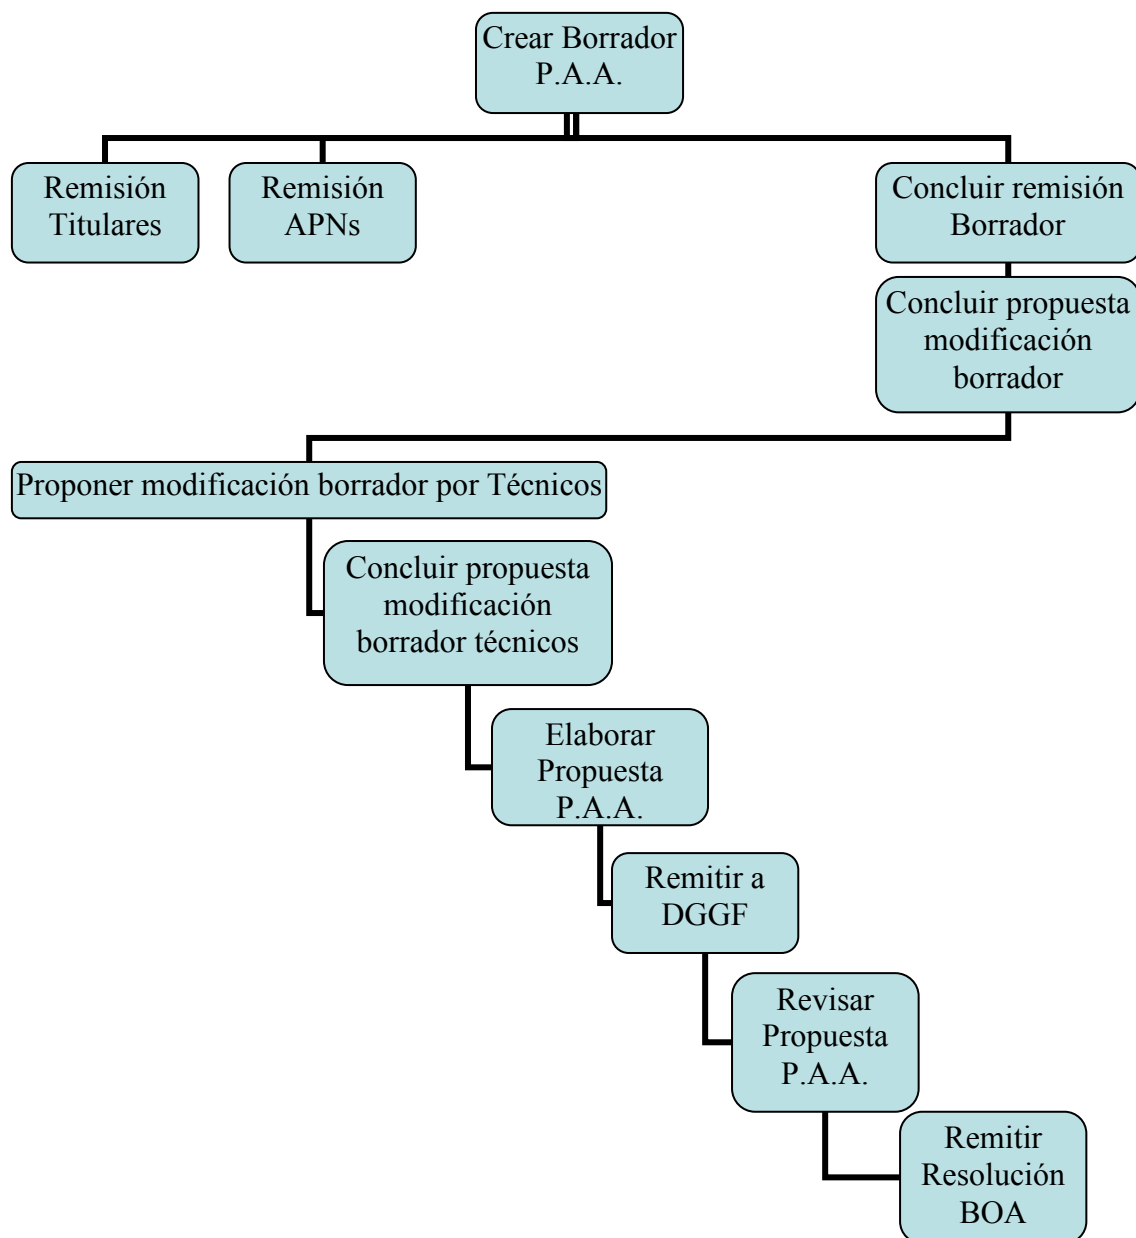 Crear Borrador
P.A.A.
Remisión
Titulares
Remisión
APNs
Concluir remisión
Borrador
Concluir propuesta
modificación
borrador
Proponer modificación borrador por Técnicos
Concluir propuesta
modificación
borrador técnicos
Elaborar
Propuesta
P.A.A.
Remitir a
DGGF
Revisar
Propuesta
P.A.A.
Remitir
Resolución
BOA